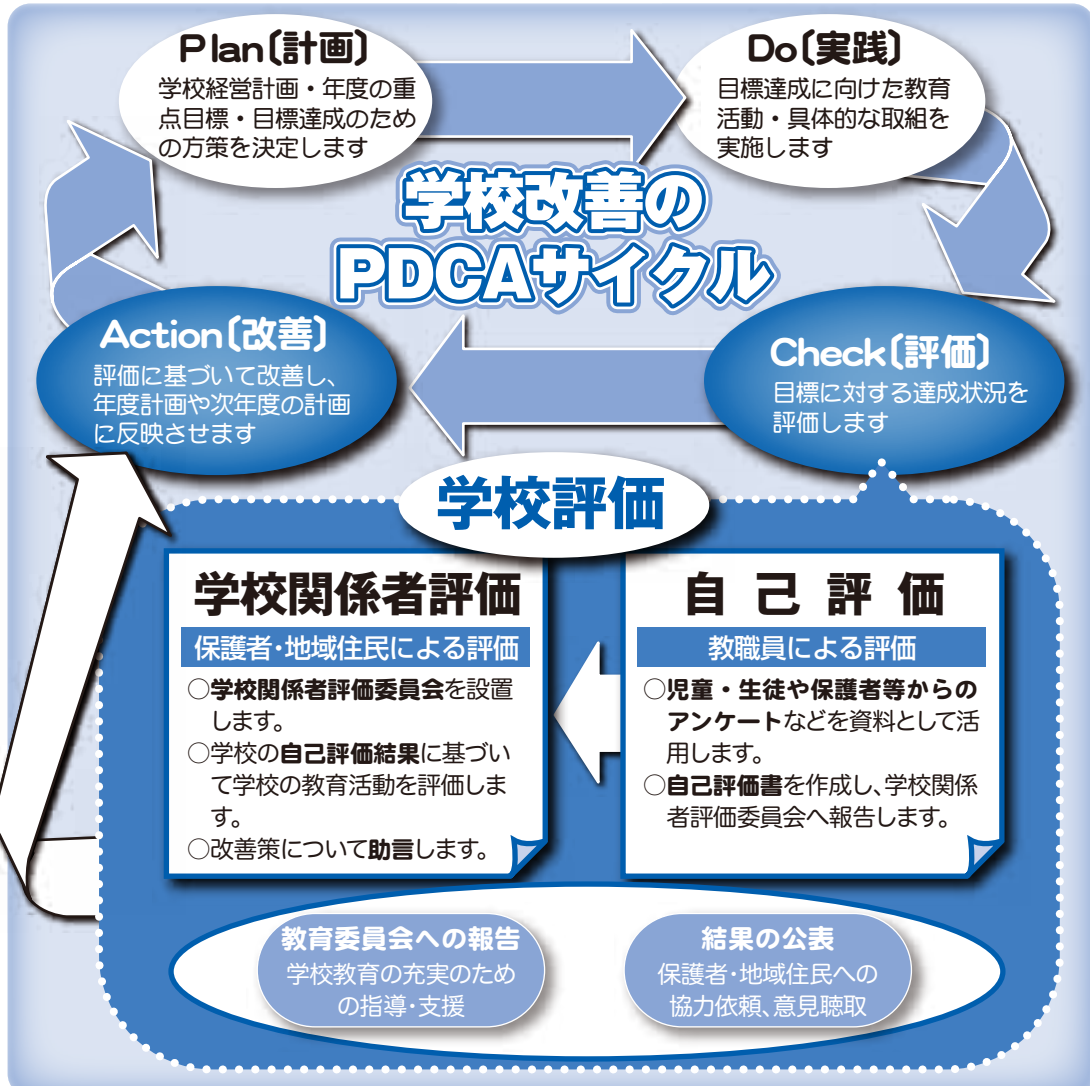 Plan〔計画〕
学校経営計画・年度の重
点目標・目標達成のため
の方策を決定します
Do〔実践〕
目標達成に向けた教育
活動・具体的な取組を
実施します
学校改善の
PDCAサイクル
Action〔改善〕
評価に基づいて改善し、
年度計画や次年度の計画
に反映させます
Check〔評価〕
目標に対する達成状況を
評価します
学校評価
学校関係者評価
保護者・地域住民による評価
○学校関係者評価委員会を設置
します。
○学校の自己評価結果に基づい
て学校の教育活動を評価しま
す。
○改善策について助言します。
自己評価
教職員による評価
○児童・生徒や保護者等からの
アンケートなどを資料として活
用します。
○自己評価書を作成し、学校関係
者評価委員会へ報告します。
教育委員会への報告
学校教育の充実のため
の指導・支援
結果の公表
保護者・地域住民への
協力依頼、意見聴取